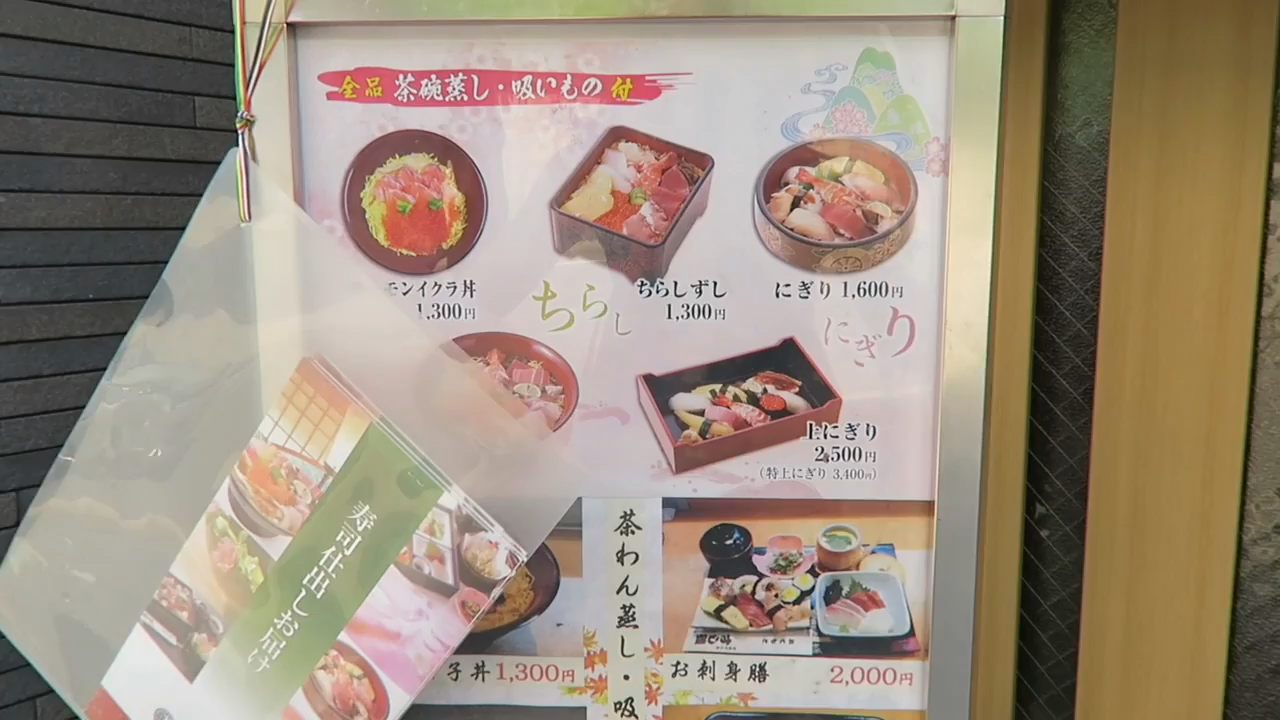 全品 茶碗蒸し・吸いもの 付
モンイクラ丼
1,300円
ちらし
ちらしずし
1,300円
にぎり 1,600円
にぎり
上にぎり
2,500円
(特上にぎり 3,400円)
寿司仕出しお届け
茶わん蒸し・吸
子丼 1,300円
お刺身膳 2,000円